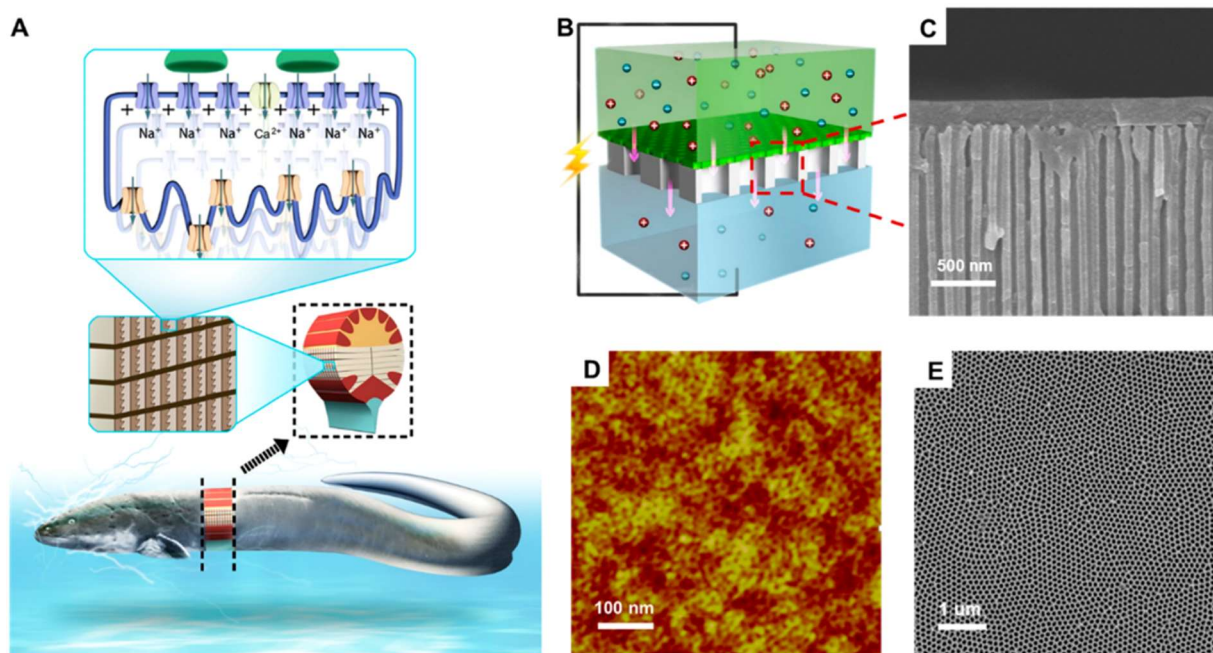 A
+ + + + + +
Na⁺ Na⁺ Na⁺ Ca²⁺ Na⁺ Na⁺ Na⁺
B
C
500 nm
D
100 nm
E
1 um